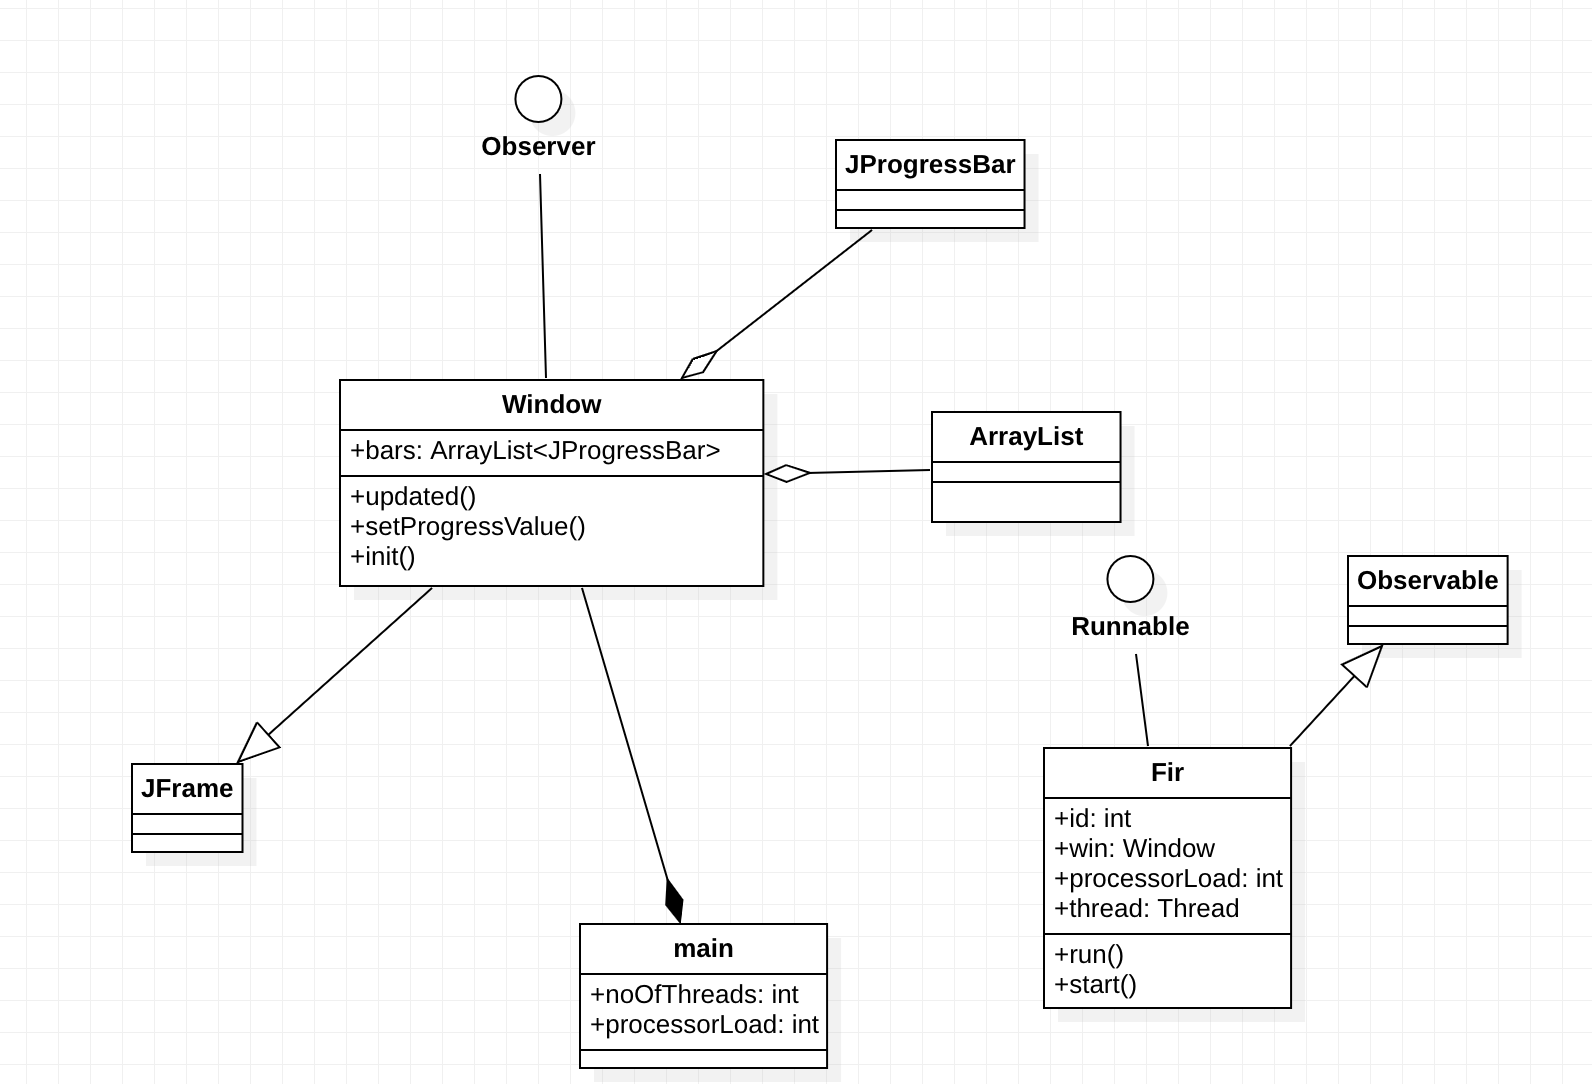 Observer
JProgressBar
Window
+bars: ArrayList<JProgressBar>
+updated()
+setProgressValue()
+init()
ArrayList
Runnable
Observable
JFrame
Fir
+id: int
+win: Window
+processorLoad: int
+thread: Thread
+run()
+start()
main
+noOfThreads: int
+processorLoad: int